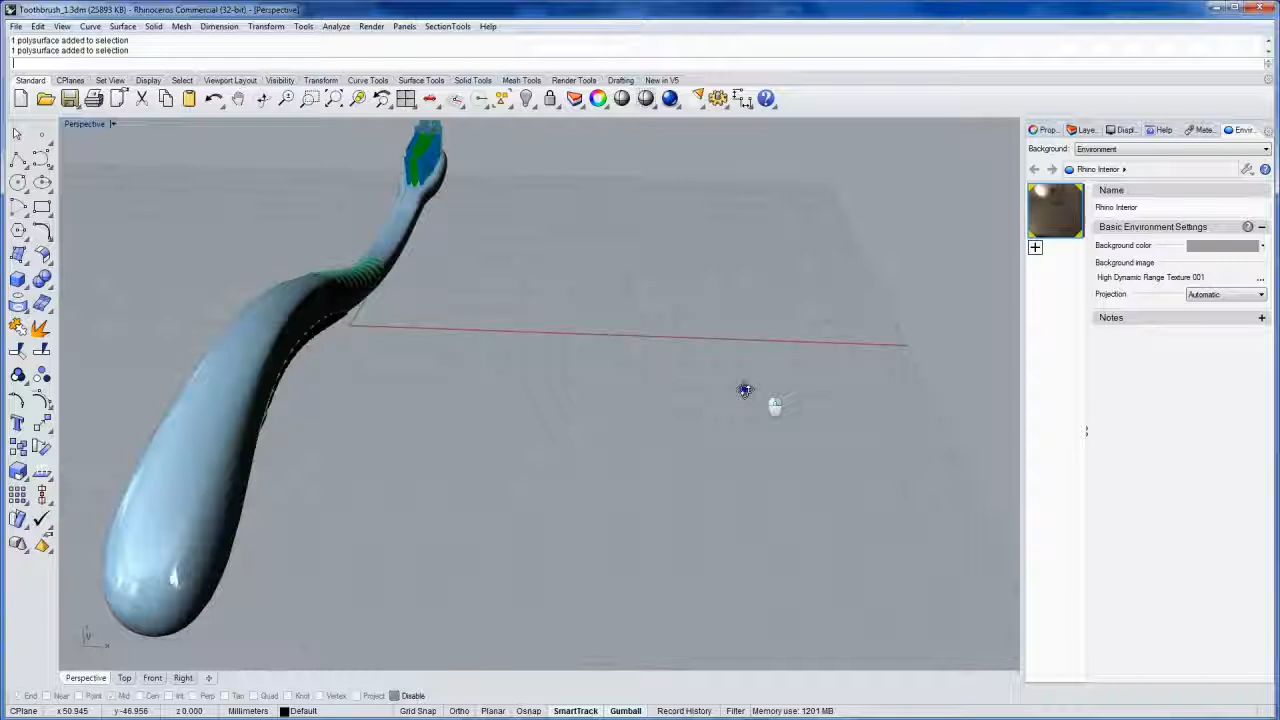 Toothbrush_1.3dm (25893 KB) - Rhinoceros Commercial (32-bit) - [Perspective]
File Edit View Curve Surface Solid Mesh Dimension Transform Tools Analyze Render Panels SectionTools Help
1 polysurface added to selection
1 polysurface added to selection
Standard CPlanes Set View Display Select Viewport Layout Visibility Transform Curve Tools Surface Tools Solid Tools Mesh Tools Render Tools Drafting New in V5
Perspective
Prop... Laye... Displ... Help Mate... Envir...
Background: Environment
Rhino Interior
Name
Rhino Interior
Basic Environment Settings
Background color
Background image
High Dynamic Range Texture 001 ...
Projection Automatic
Notes
Perspective Top Front Right
End Near Point Mid Cen Int Perp Tan Quad Knot Vertex Project Disable
CPlane x 50.945 y -46.956 z 0.000 Millimeters Default Grid Snap Ortho Planar Osnap SmartTrack Gumball Record History Filter Memory use: 1201 MB